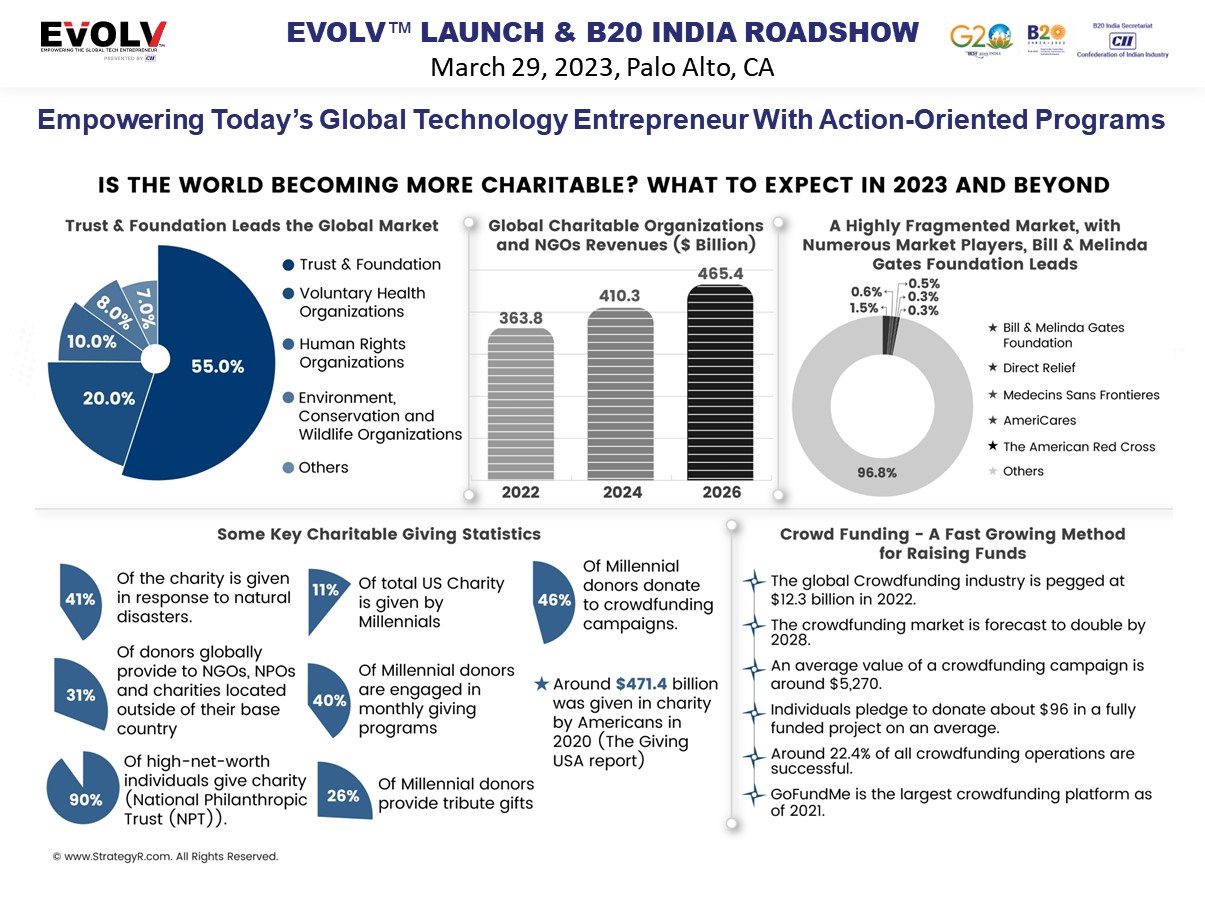 EVOLV™
EMPOWERING THE GLOBAL TECH ENTREPRENEUR
PRESENTED BY CII
EVOLV™ LAUNCH & B20 INDIA ROADSHOW
March 29, 2023, Palo Alto, CA
G20
B20
B20 India Secretariat
CII
Confederation of Indian Industry
Empowering Today's Global Technology Entrepreneur With Action-Oriented Programs
IS THE WORLD BECOMING MORE CHARITABLE? WHAT TO EXPECT IN 2023 AND BEYOND
Trust & Foundation Leads the Global Market
55.0%
20.0%
10.0%
8.0%
7.0%
Trust & Foundation
Voluntary Health
Organizations
Human Rights
Organizations
Environment,
Conservation and
Wildlife Organizations
Others
Global Charitable Organizations
and NGOs Revenues ($ Billion)
363.8
410.3
465.4
2022
2024
2026
A Highly Fragmented Market, with
Numerous Market Players, Bill & Melinda
Gates Foundation Leads
0.6%
1.5%
0.5%
0.3%
0.3%
96.8%
★ Bill & Melinda Gates
Foundation
★ Direct Relief
★ Medecins Sans Frontieres
★ AmeriCares
★ The American Red Cross
★ Others
Some Key Charitable Giving Statistics
41%
Of the charity is given
in response to natural
disasters.
31%
Of donors globally
provide to NGOs, NPOs
and charities located
outside of their base
country
90%
Of high-net-worth
individuals give charity
(National Philanthropic
Trust (NPT)).
11%
Of total US Charity
is given by
Millennials
40%
Of Millennial donors
are engaged in
monthly giving
programs
26%
Of Millennial donors
provide tribute gifts
46%
Of Millennial
donors donate
to crowdfunding
campaigns.
★ Around $471.4 billion
was given in charity
by Americans in
2020 (The Giving
USA report)
Crowd Funding - A Fast Growing Method
for Raising Funds
The global Crowdfunding industry is pegged at
$12.3 billion in 2022.
The crowdfunding market is forecast to double by
2028.
An average value of a crowdfunding campaign is
around $5,270.
Individuals pledge to donate about $96 in a fully
funded project on an average.
Around 22.4% of all crowdfunding operations are
successful.
GoFundMe is the largest crowdfunding platform as
of 2021.
© www.StrategyR.com. All Rights Reserved.